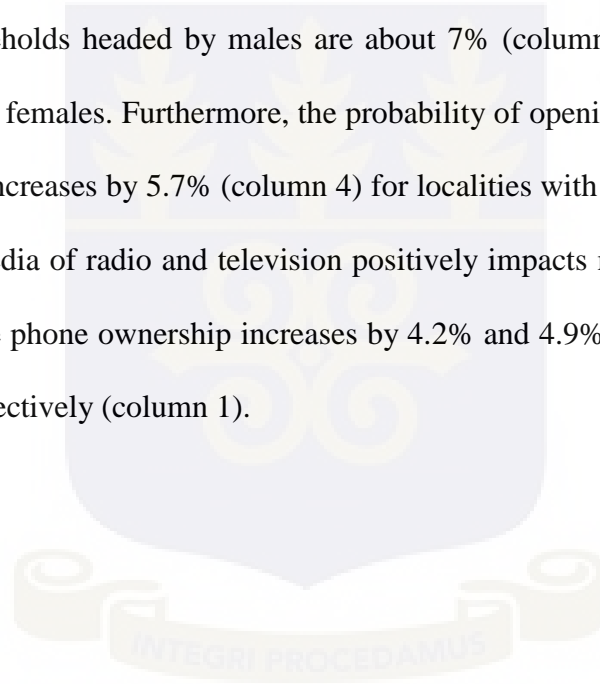 holds headed by males are about 7% (column
females. Furthermore, the probability of openi
ncreases by 5.7% (column 4) for localities with
dia of radio and television positively impacts
phone ownership increases by 4.2% and 4.9%
ectively (column 1).
INTEGRI PROCEDAMUS